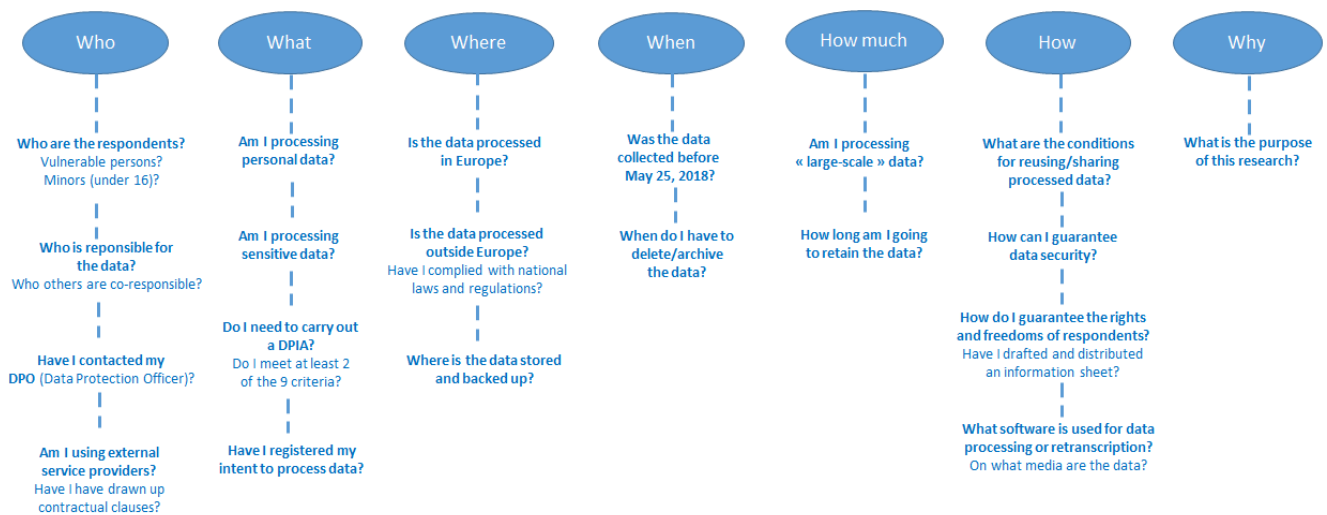 Who
Who are the respondents?
Vulnerable persons?
Minors (under 16)?
Who is reponsible for
the data?
Who others are co-responsible?
Have I contacted my
DPO (Data Protection Officer)?
Am I using external
service providers?
Have I have drawn up
contractual clauses?
What
Am I processing
personal data?
Am I processing
sensitive data?
Do I need to carry out
a DPIA?
Do I meet at least 2
of the 9 criteria?
Have I registered my
intent to process data?
Where
Is the data processed
in Europe?
Is the data processed
outside Europe?
Have I complied with national
laws and regulations?
Where is the data stored
and backed up?
When
Was the data
collected before
May 25, 2018?
When do I have to
delete/archive
the data?
How much
Am I processing
« large-scale » data?
How long am I going
to retain the data?
How
What are the conditions
for reusing/sharing
processed data?
How can I guarantee
data security?
How do I guarantee the rights
and freedoms of respondents?
Have I drafted and distributed
an information sheet?
What software is used for data
processing or retranscription?
On what media are the data?
Why
What is the purpose
of this research?